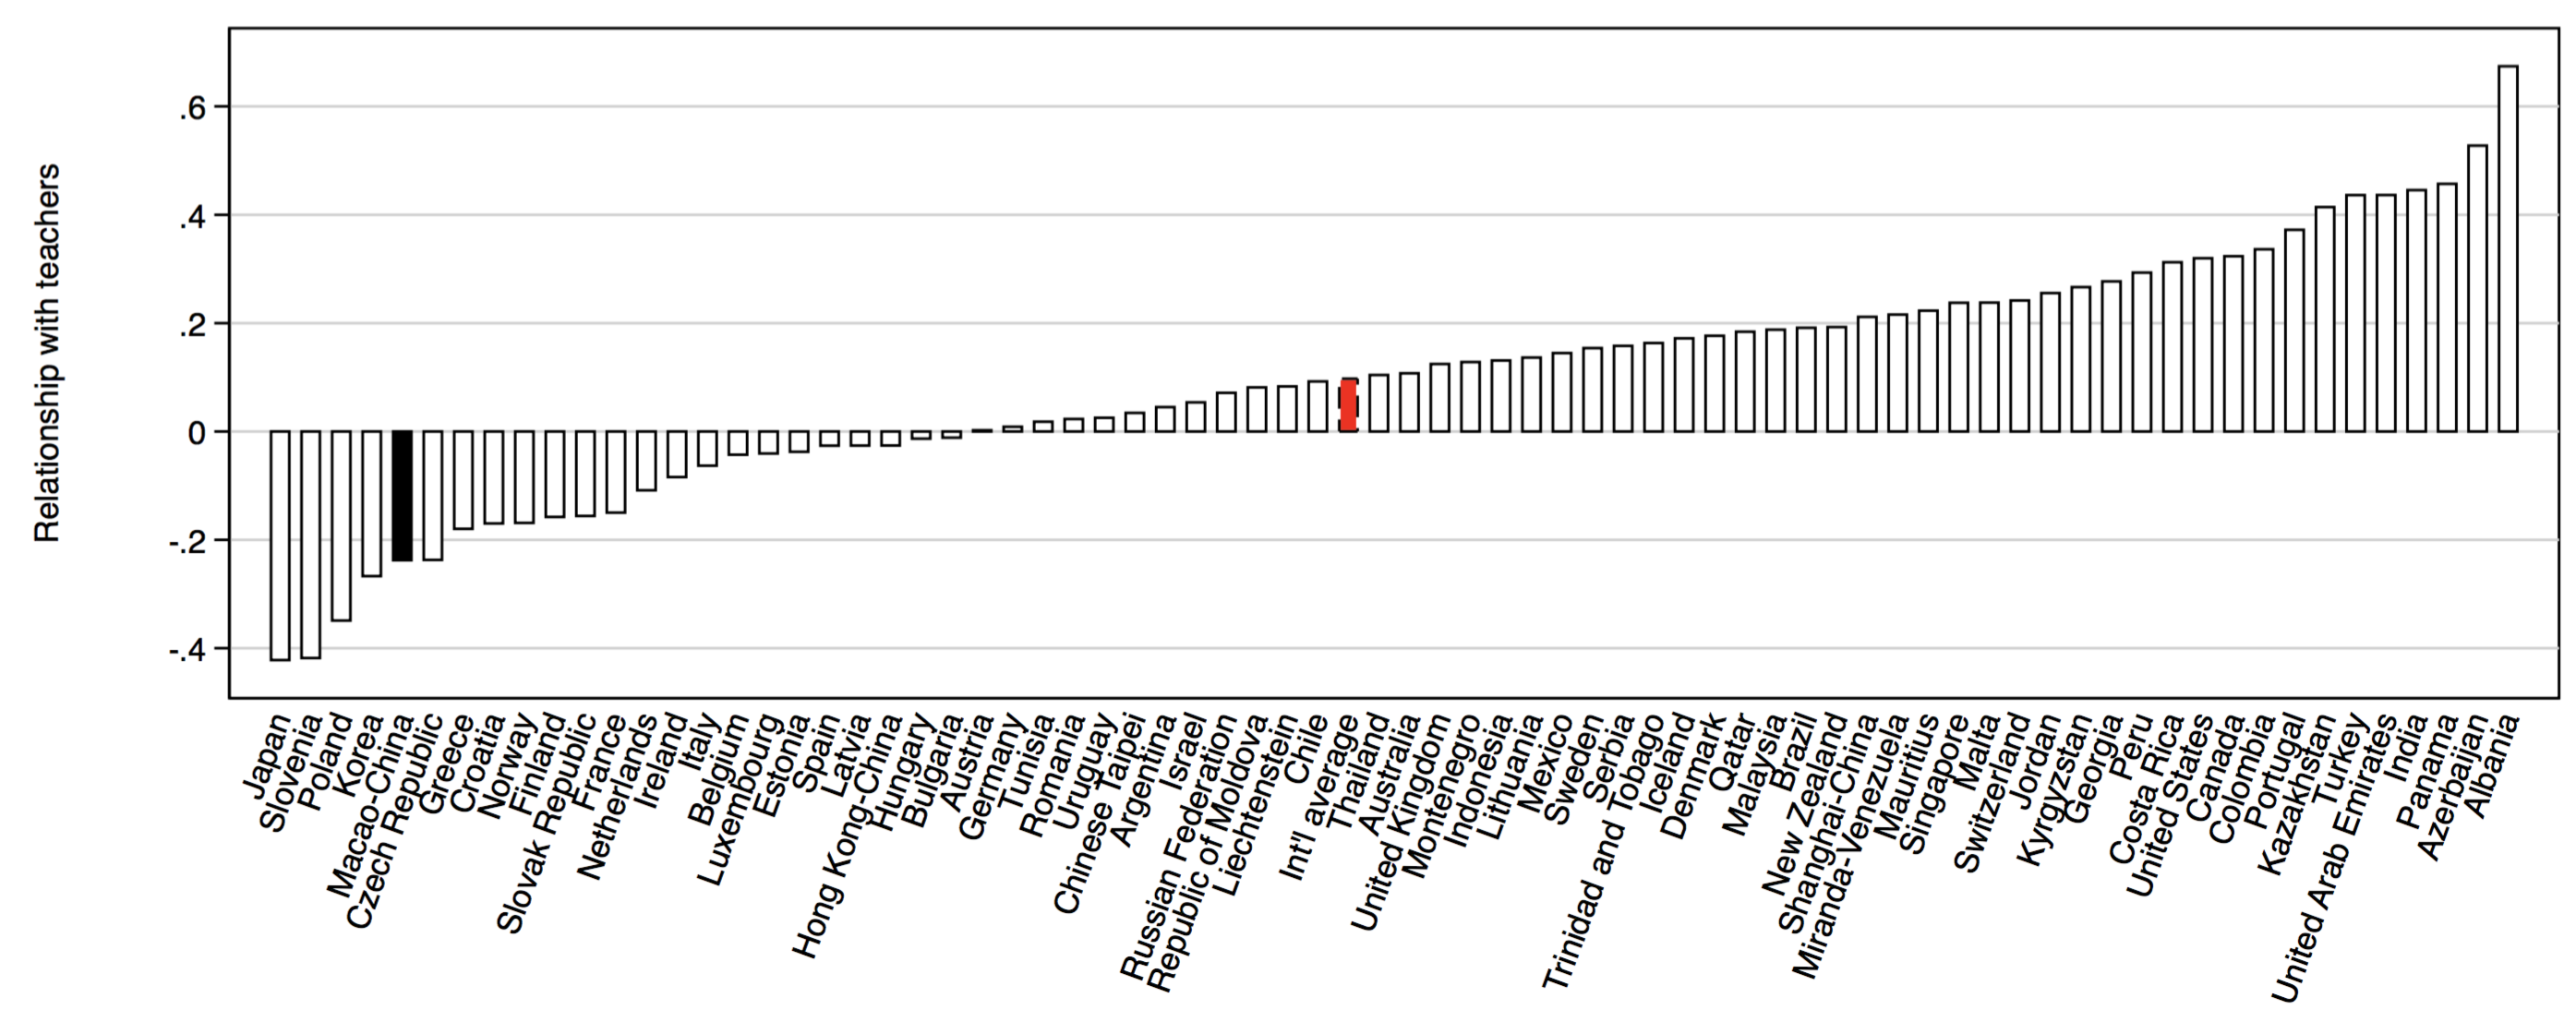 Relationship with teachers
.6
.4
.2
0
-.2
-.4
Japan
Slovenia
Poland
Korea
Macao-China
Czech Republic
Greece
Croatia
Norway
Finland
Slovak Republic
France
Netherlands
Ireland
Italy
Belgium
Luxembourg
Estonia
Spain
Latvia
Hong Kong-China
Hungary
Bulgaria
Austria
Germany
Tunisia
Romania
Uruguay
Chinese Taipei
Argentina
Israel
Russian Federation
Republic of Moldova
Liechtenstein
Chile
Int'l average
Thailand
Australia
United Kingdom
Montenegro
Indonesia
Lithuania
Mexico
Sweden
Serbia
Trinidad and Tobago
Iceland
Denmark
Qatar
Malaysia
Brazil
New Zealand
Shanghai-China
Miranda-Venezuela
Mauritius
Singapore
Malta
Switzerland
Jordan
Kyrgyzstan
Georgia
Peru
Costa Rica
United States
Canada
Colombia
Portugal
Kazakhstan
Turkey
United Arab Emirates
India
Panama
Azerbaijan
Albania